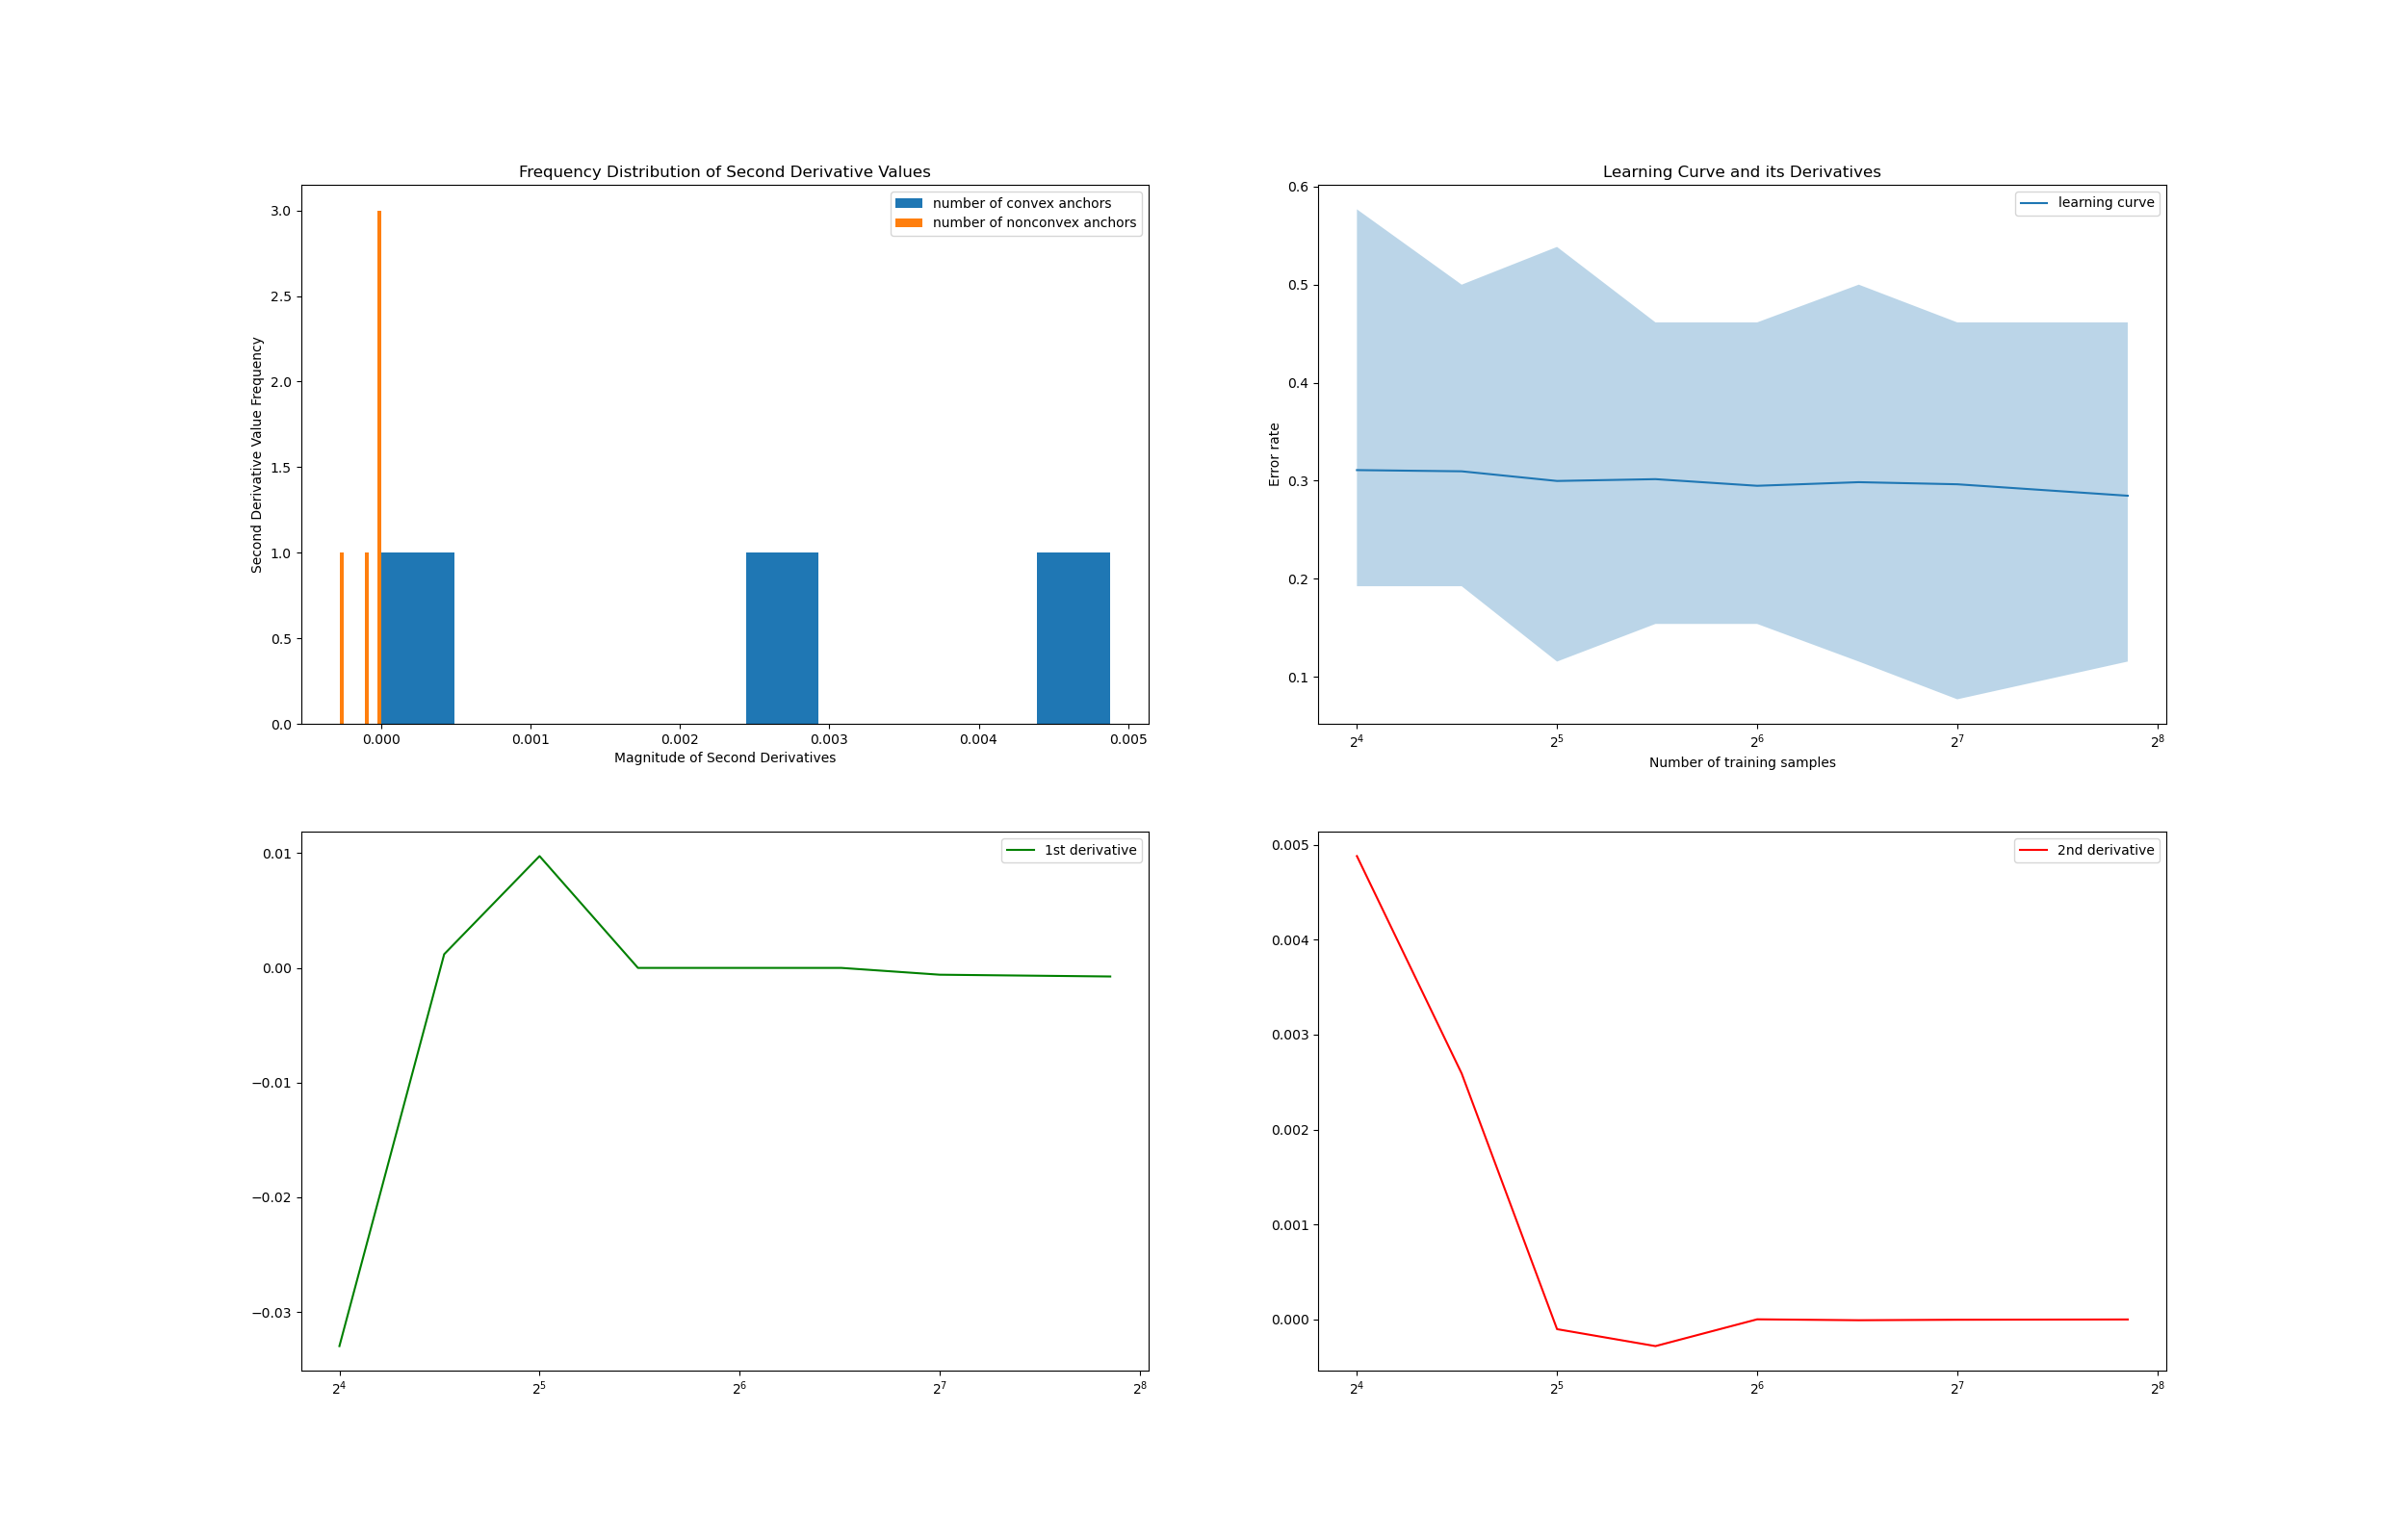 Frequency Distribution of Second Derivative Values
number of convex anchors
number of nonconvex anchors
3.0
2.5
2.0
1.5
1.0
0.5
0.0
Second Derivative Value Frequency
0.000 0.001 0.002 0.003 0.004 0.005
Magnitude of Second Derivatives
Learning Curve and its Derivatives
learning curve
0.6
0.5
0.4
0.3
0.2
0.1
Error rate
2⁴ 2⁵ 2⁶ 2⁷ 2⁸
Number of training samples
1st derivative
0.01
0.00
−0.01
−0.02
−0.03
2⁴ 2⁵ 2⁶ 2⁷ 2⁸
2nd derivative
0.005
0.004
0.003
0.002
0.001
0.000
2⁴ 2⁵ 2⁶ 2⁷ 2⁸